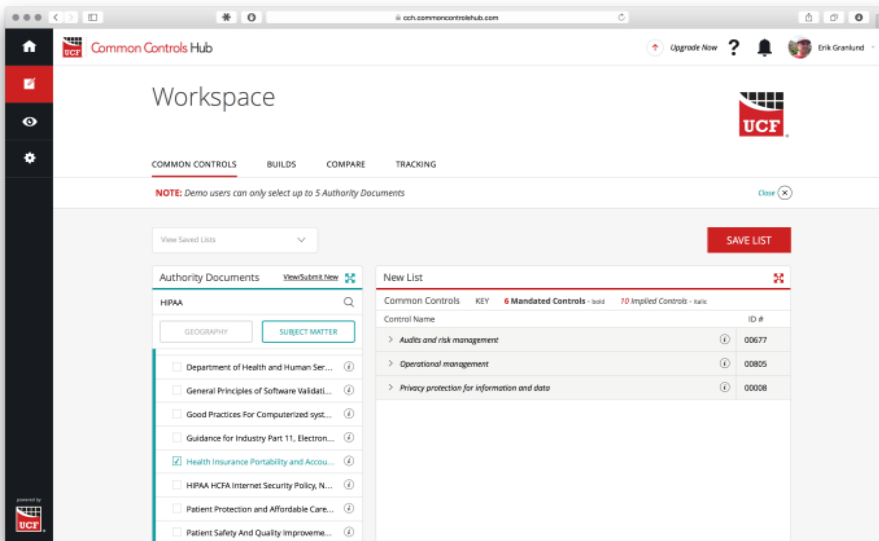 cch.commoncontrolshub.com
UCF
Common Controls Hub
Upgrade Now
?
Erik Granlund
Workspace
UCF
COMMON CONTROLS
BUILDS
COMPARE
TRACKING
NOTE: Demo users can only select up to 5 Authority Documents
Close
View Saved Lists
SAVE LIST
Authority Documents
View/Submit New
HIPAA
GEOGRAPHY
SUBJECT MATTER
Department of Health and Human Ser...
General Principles of Software Validati...
Good Practices For Computerized syst...
Guidance for Industry Part 11, Electron...
Health Insurance Portability and Accou...
HIPAA HCFA Internet Security Policy, N...
Patient Protection and Affordable Care...
Patient Safety And Quality Improveme...
New List
Common Controls KEY 6 Mandated Controls - bold 10 Implied Controls - italic
Control Name ID #
Audits and risk management 00677
Operational management 00805
Privacy protection for information and data 00008
powered by
UCF